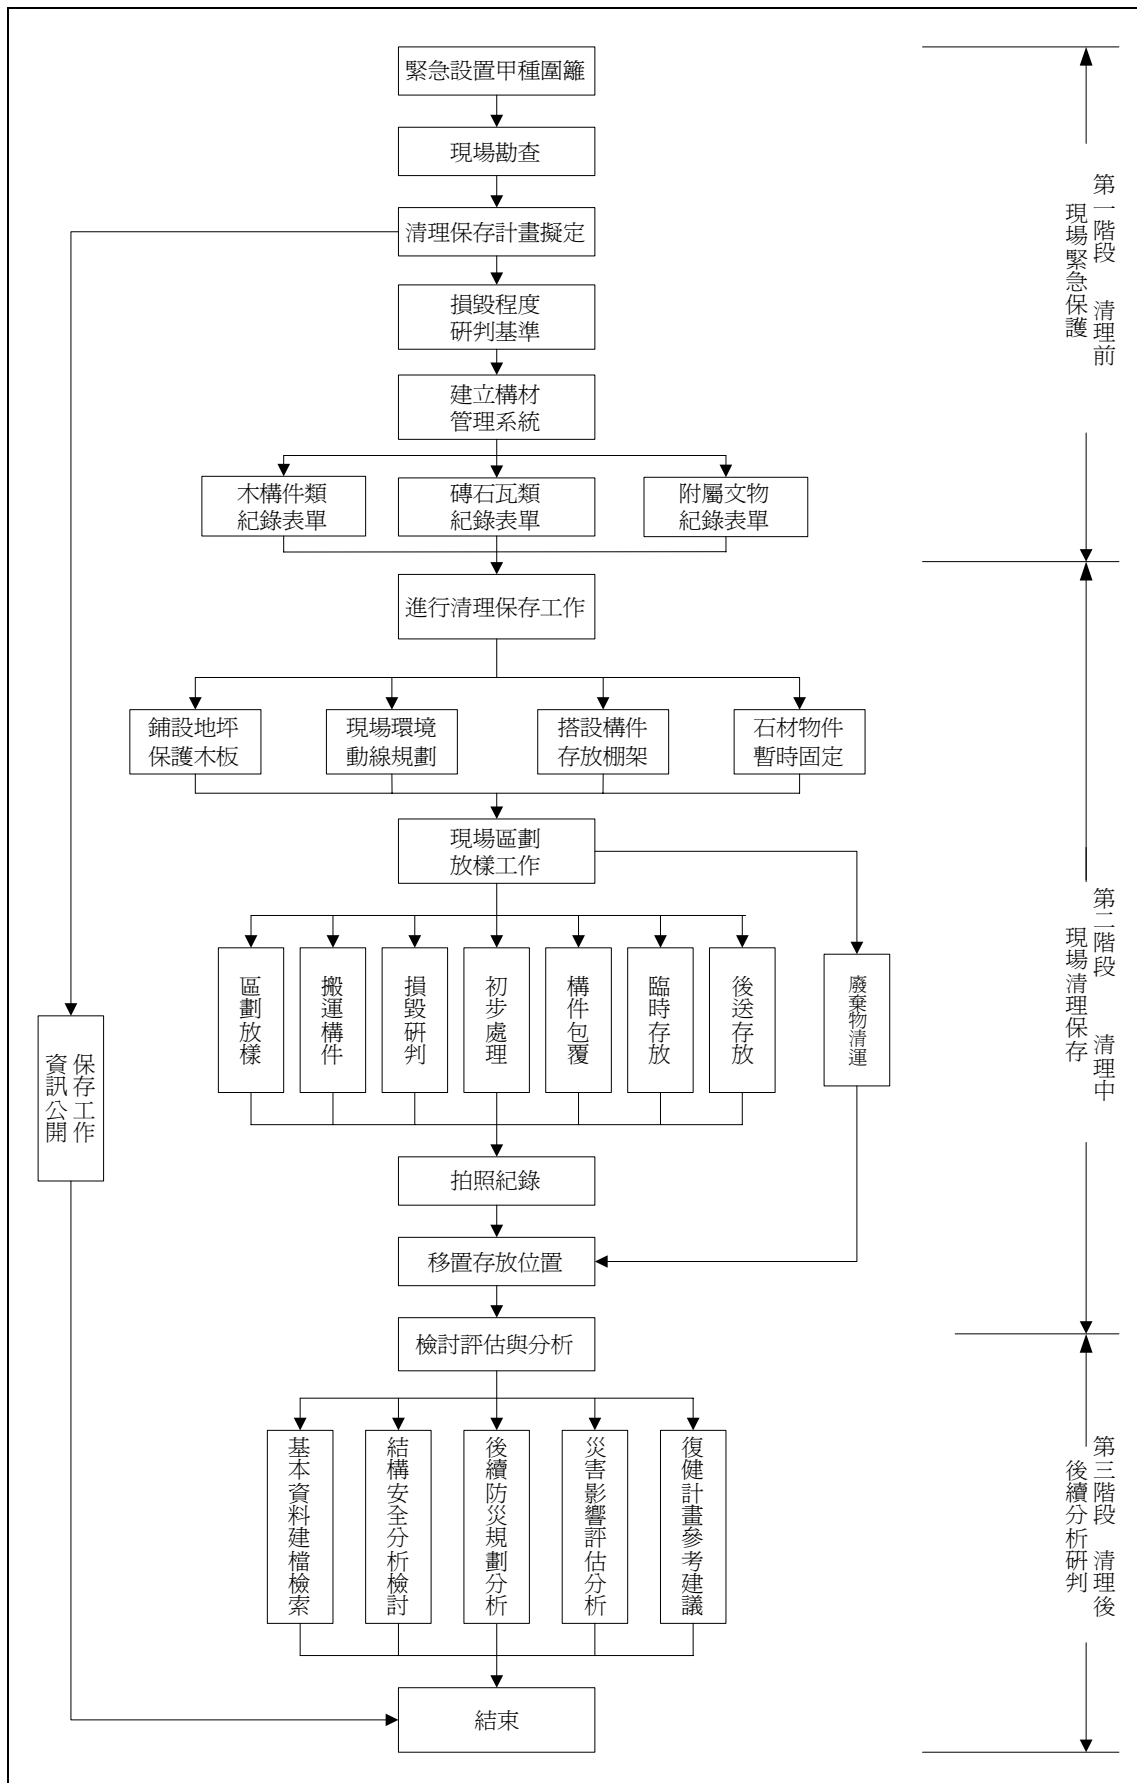 緊急設置甲種圍籬
現場勘查
清理保存計畫擬定
損毀程度
研判基準
建立構材
管理系統
木構件類
紀錄表單
磚石瓦類
紀錄表單
附屬文物
紀錄表單
第一階段 清理前
現場緊急保護
進行清理保存工作
鋪設地坪
保護木板
現場環境
動線規劃
搭設構件
存放棚架
石材物件
暫時固定
現場區劃
放樣工作
區劃放樣
搬運構件
損毀研判
初步處理
構件包覆
臨時存放
後送存放
廢棄物清運
保存工作
資訊公開
拍照紀錄
移置存放位置
第二階段 清理中
現場清理保存
檢討評估與分析
基本資料建檔檢索
結構安全分析檢討
後續防災規劃分析
災害影響評估分析
復健計畫參考建議
第三階段 清理後
後續分析研判
結束